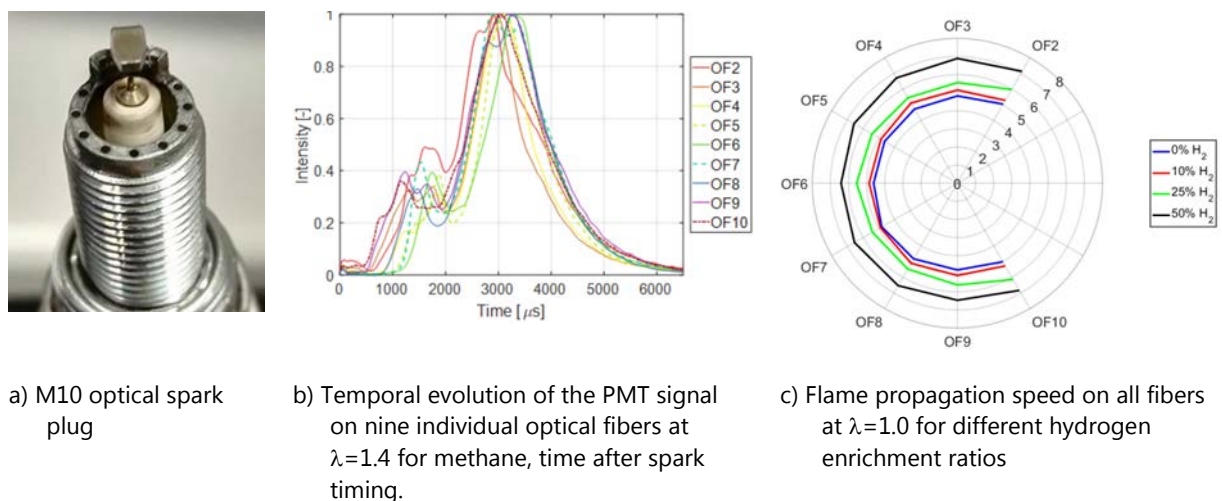 1
0.8
0.6
0.4
0.2
0
Intensity [-]
0
1000
2000
3000
4000
5000
6000
Time [μs]
OF2
OF3
OF4
OF5
OF6
OF7
OF8
OF9
OF10
OF3
OF4
OF2
OF5
OF6
OF7
OF8
OF9
OF10
8
7
6
5
4
3
2
1
0
0% H2
10% H2
25% H2
50% H2
a) M10 optical spark
plug
b) Temporal evolution of the PMT signal
on nine individual optical fibers at
λ=1.4 for methane, time after spark
timing.
c) Flame propagation speed on all fibers
at λ=1.0 for different hydrogen
enrichment ratios